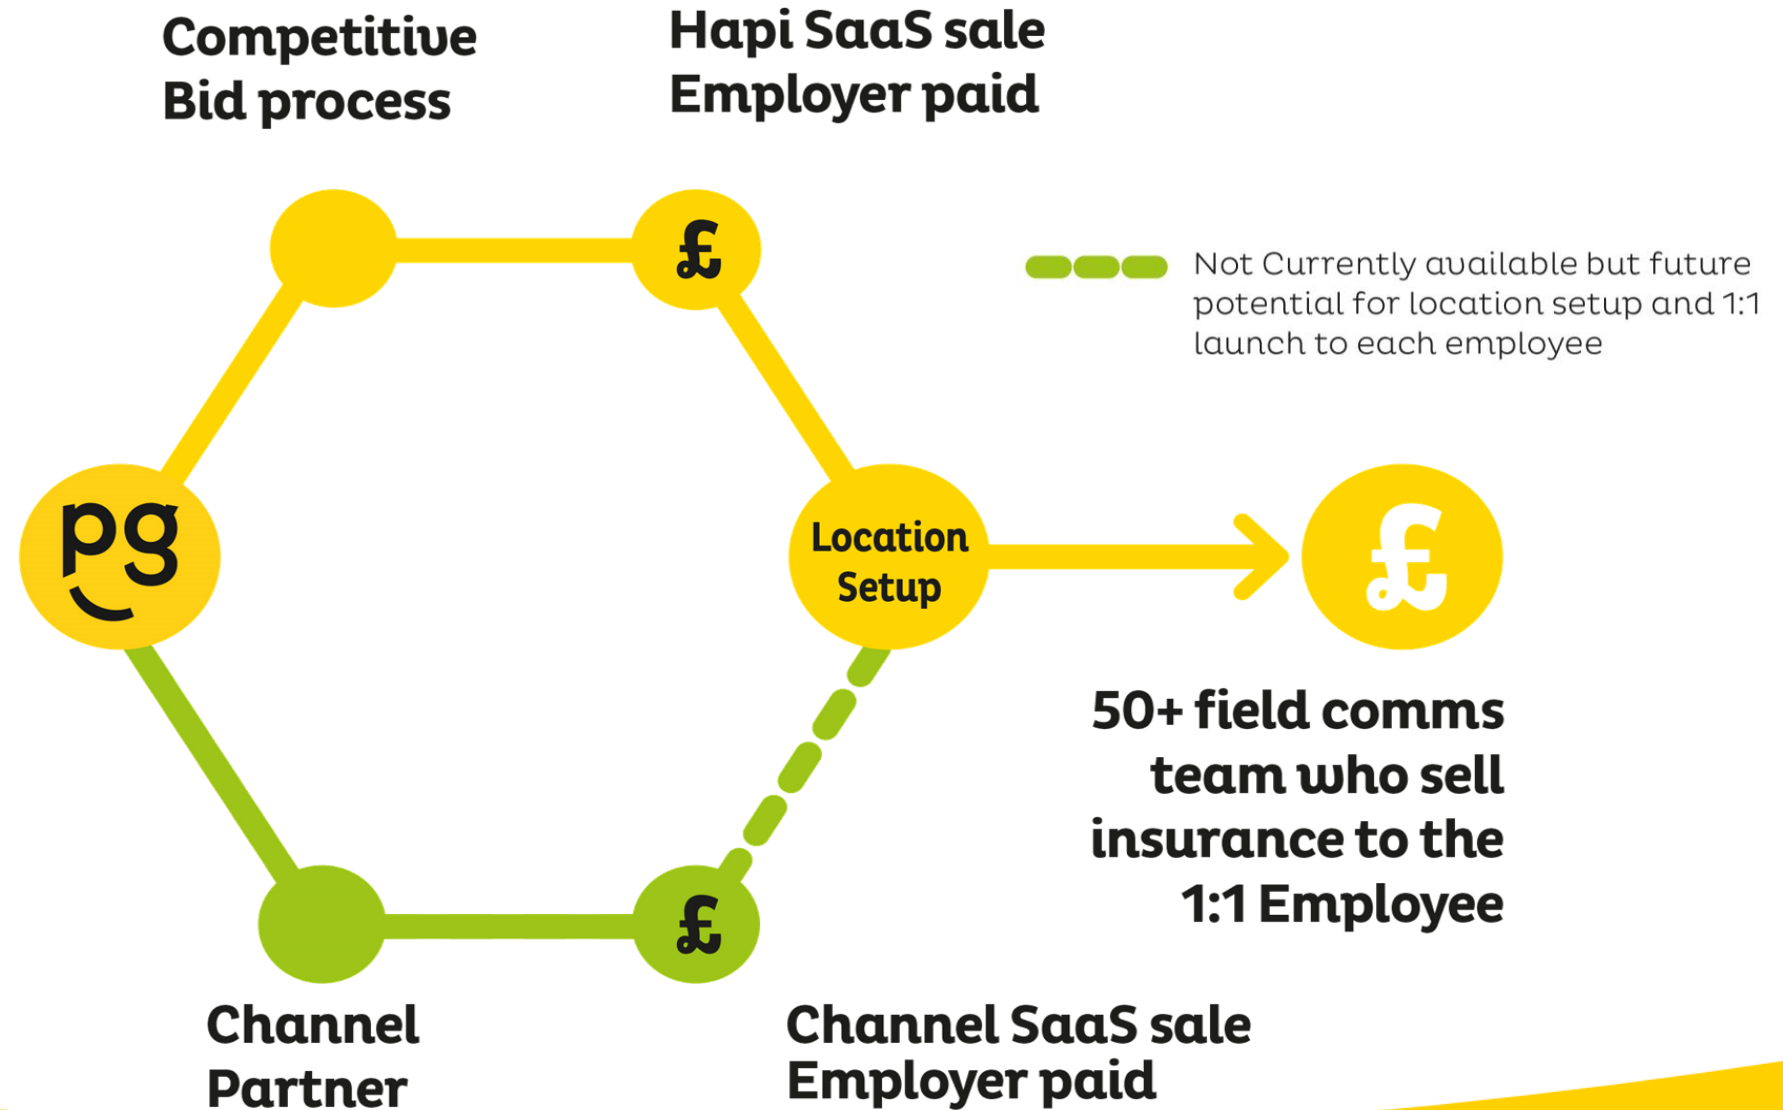 Competitive
Bid process
Hapi SaaS sale
Employer paid
£
Not Currently available but future
potential for location setup and 1:1
launch to each employee
pg
Location
Setup
£
50+ field comms
team who sell
insurance to the
1:1 Employee
£
Channel
Partner
Channel SaaS sale
Employer paid